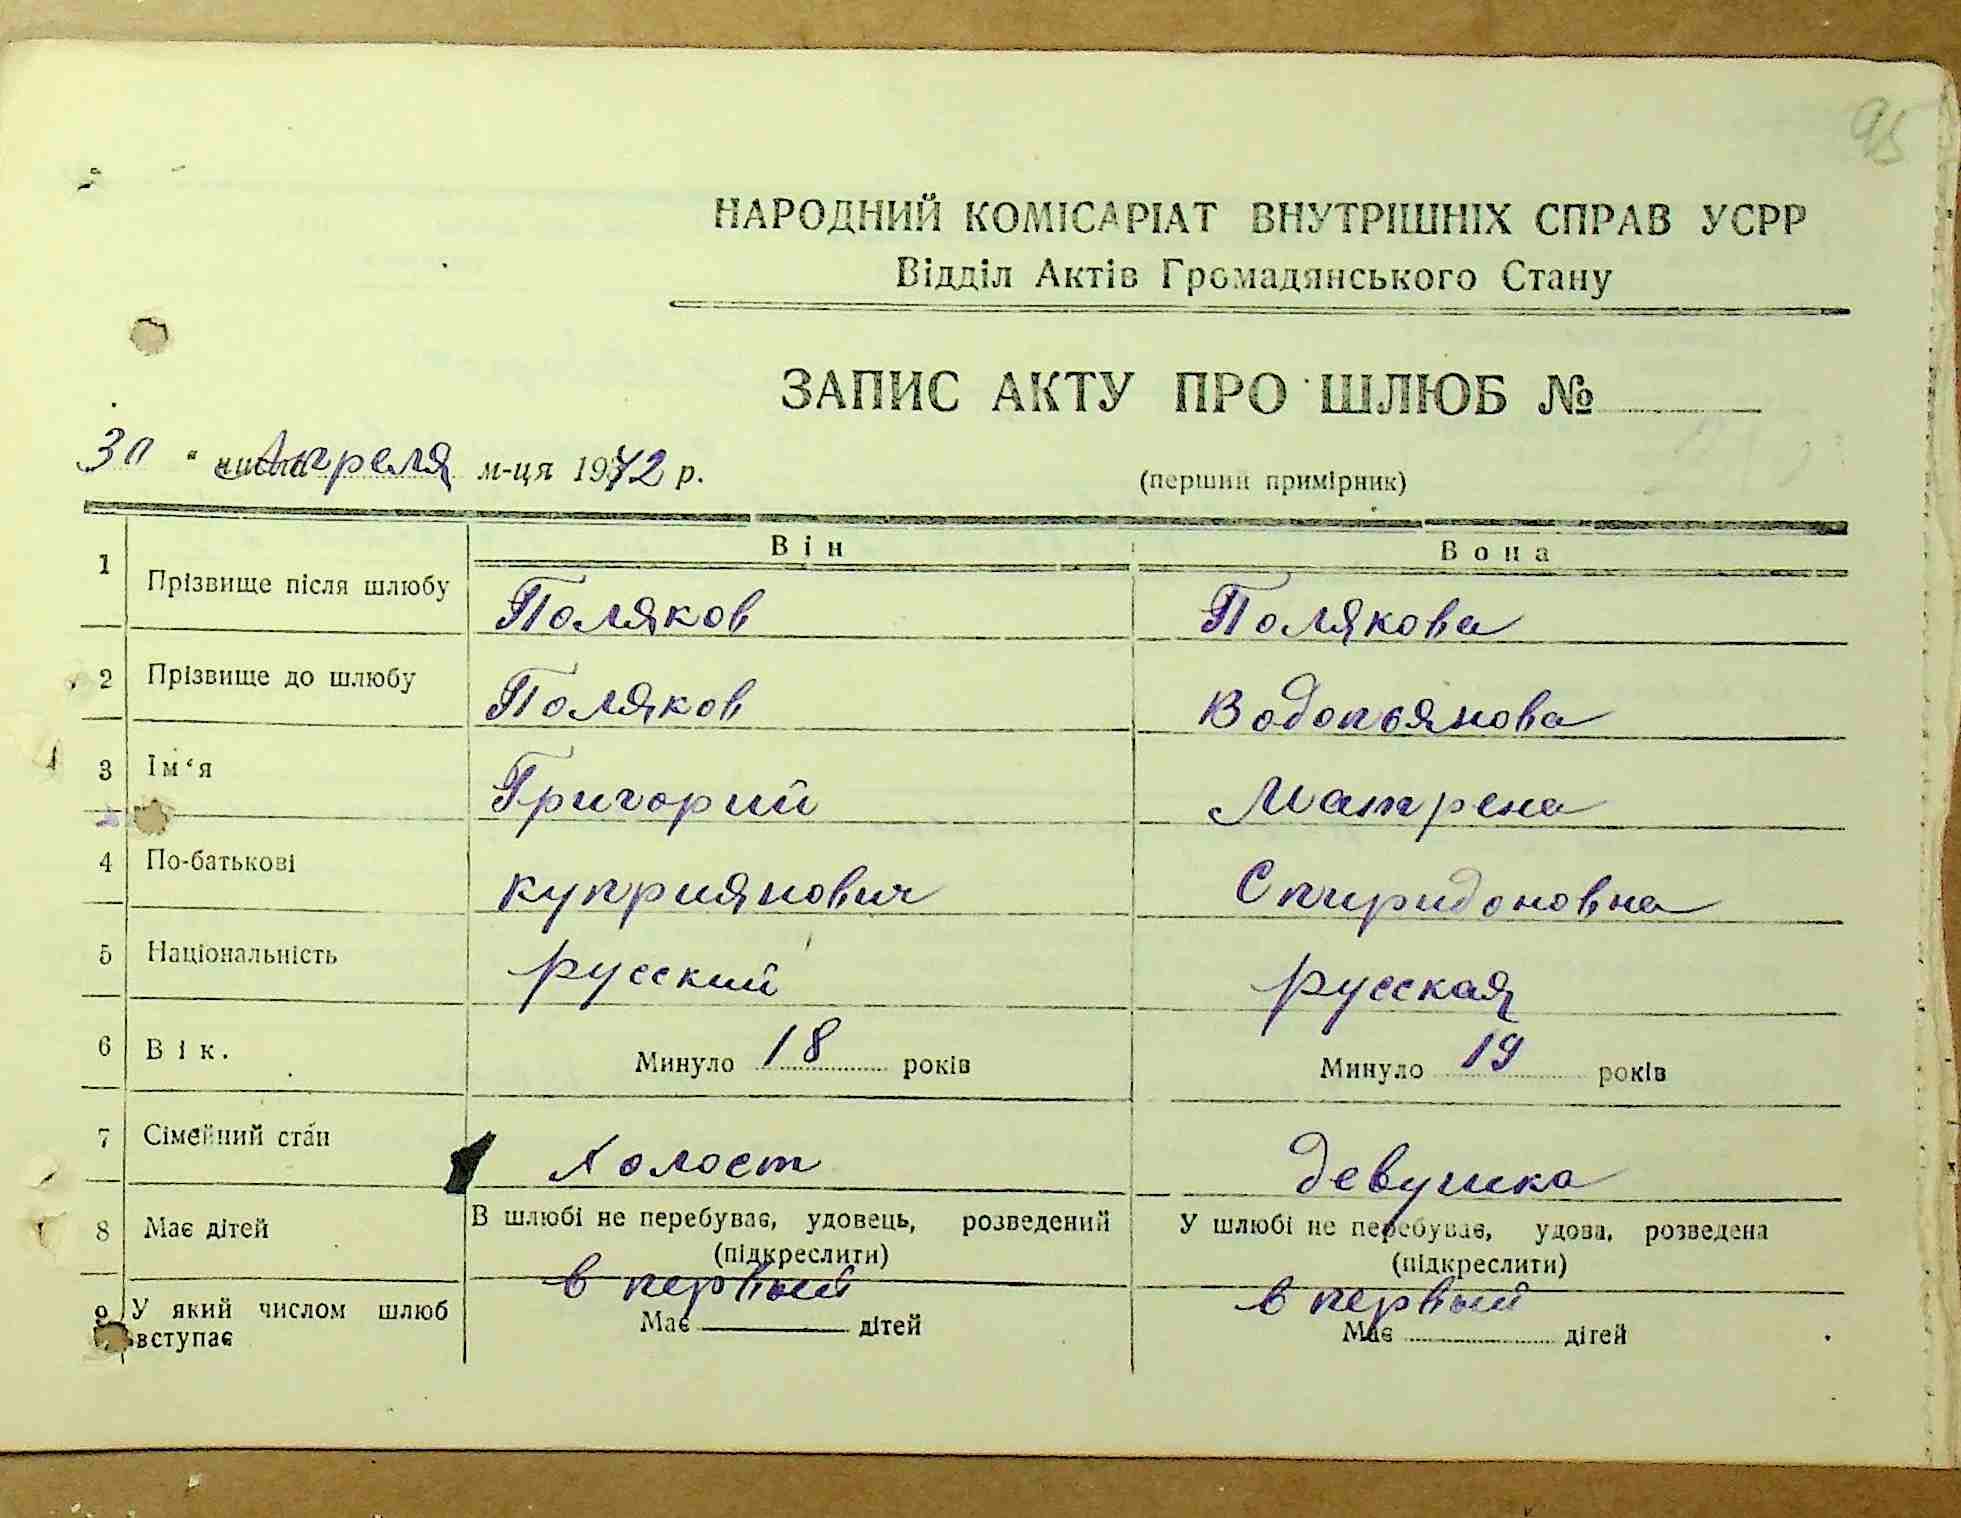 95
НАРОДНИЙ КОМІСАРІАТ ВНУТРІШНІХ СПРАВ УСРР
Відділ Актів Громадянського Стану
ЗАПИС АКТУ ПРО ШЛЮБ №
30 " числа Апреля м-ця 1942 р.
(перший примірник)
Він Вона
1 Прізвище після шлюбу Поляков Полякова
2 Прізвище до шлюбу Поляков Водопьянова
3 Ім‘я Григорий Матрена
4 По-батькові Куприянович Спиридоновна
5 Національність русский русская
6 Вік. Минуло 18 років Минуло 19 років
7 Сімейний стан Холост девушка
8 Має дітей В шлюбі не перебуває, удовець, розведений У шлюбі не перебуває, удова, розведена
(підкреслити) (підкреслити)
в первый в первый
9 У який числом шлюб Має дітей Має дітей
вступає